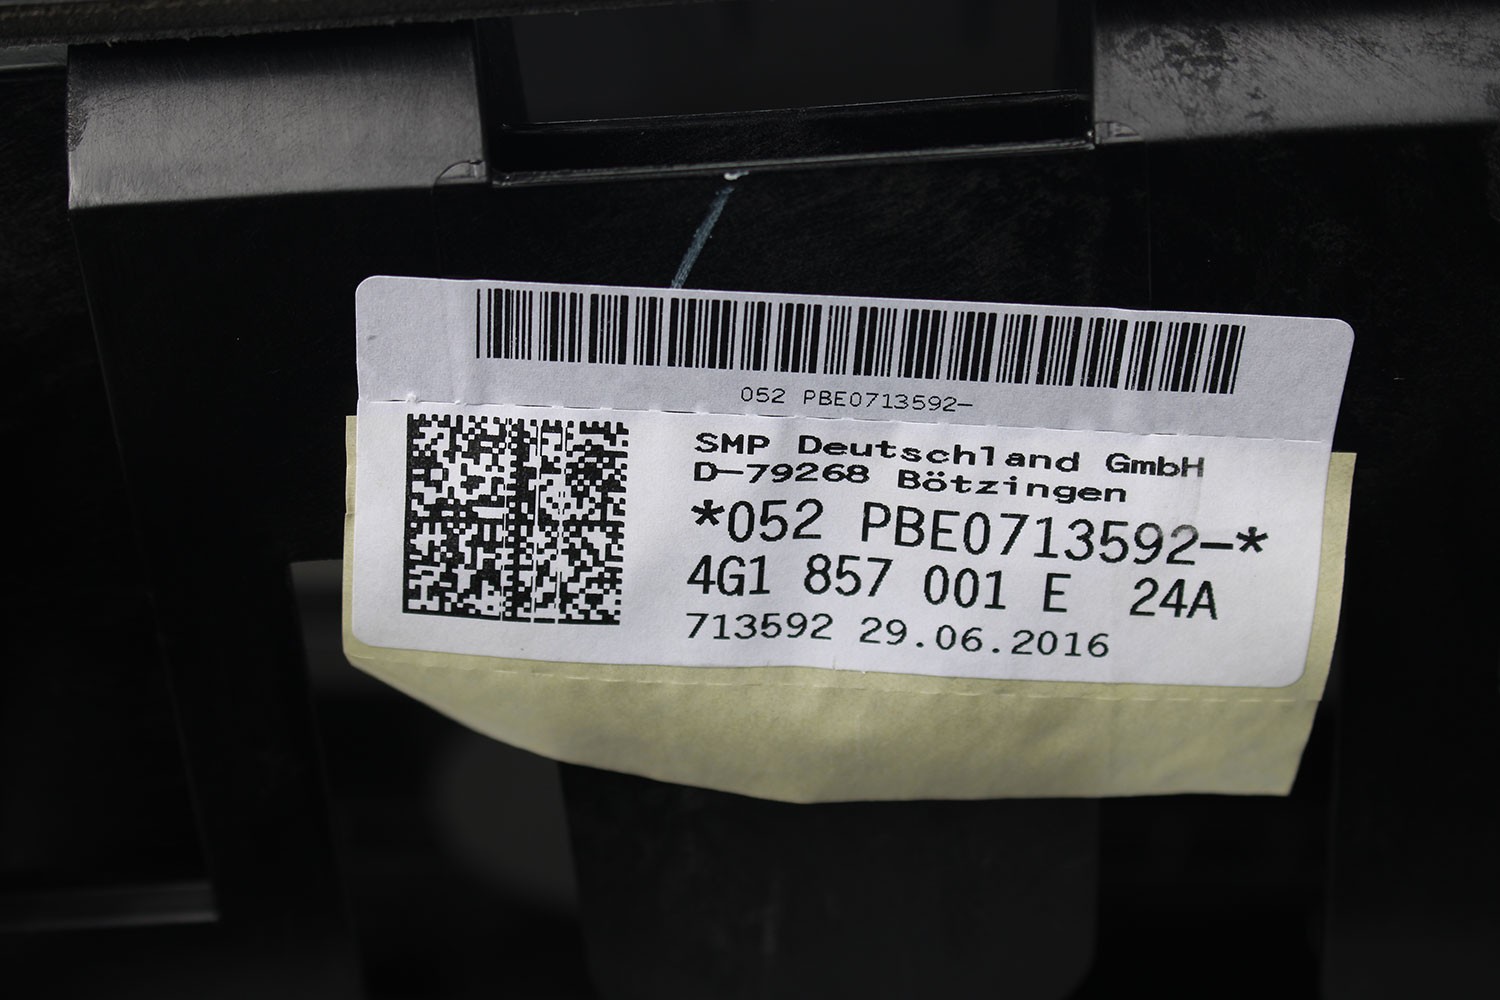 052 PBE0713592-
SMP Deutschland GmbH
D-79268 Bötzingen
*052 PBE0713592-*
4G1 857 001 E 24A
713592 29.06.2016